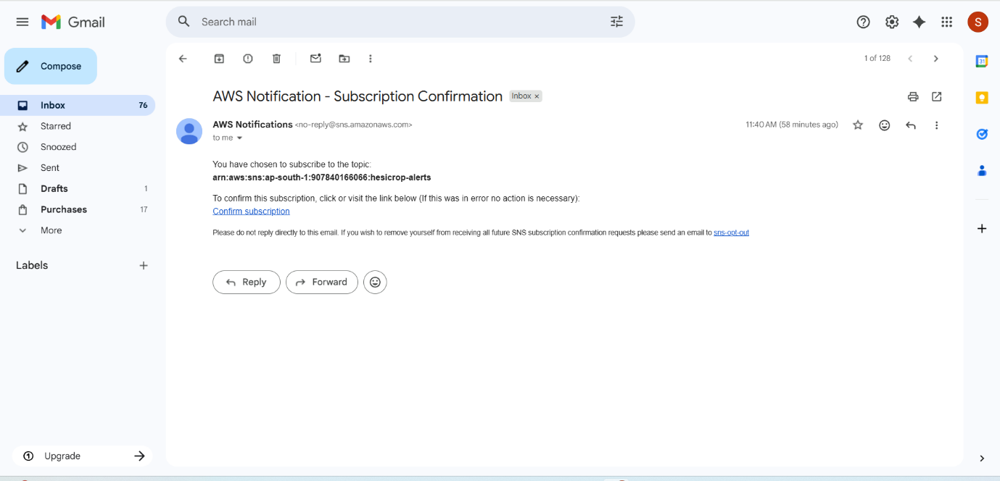 Gmail
Search mail
S
Compose
1 of 128
31
Inbox 76
Starred
Snoozed
Sent
Drafts 1
Purchases 17
More
Labels
Upgrade
AWS Notification - Subscription Confirmation Inbox ×
AWS Notifications <no-reply@sns.amazonaws.com> 11:40 AM (58 minutes ago)
to me
You have chosen to subscribe to the topic:
arn:aws:sns:ap-south-1:907840166066:hesicrop-alerts
To confirm this subscription, click or visit the link below (If this was in error no action is necessary):
Confirm subscription
Please do not reply directly to this email. If you wish to remove yourself from receiving all future SNS subscription confirmation requests please send an email to sns-opt-out
Reply Forward